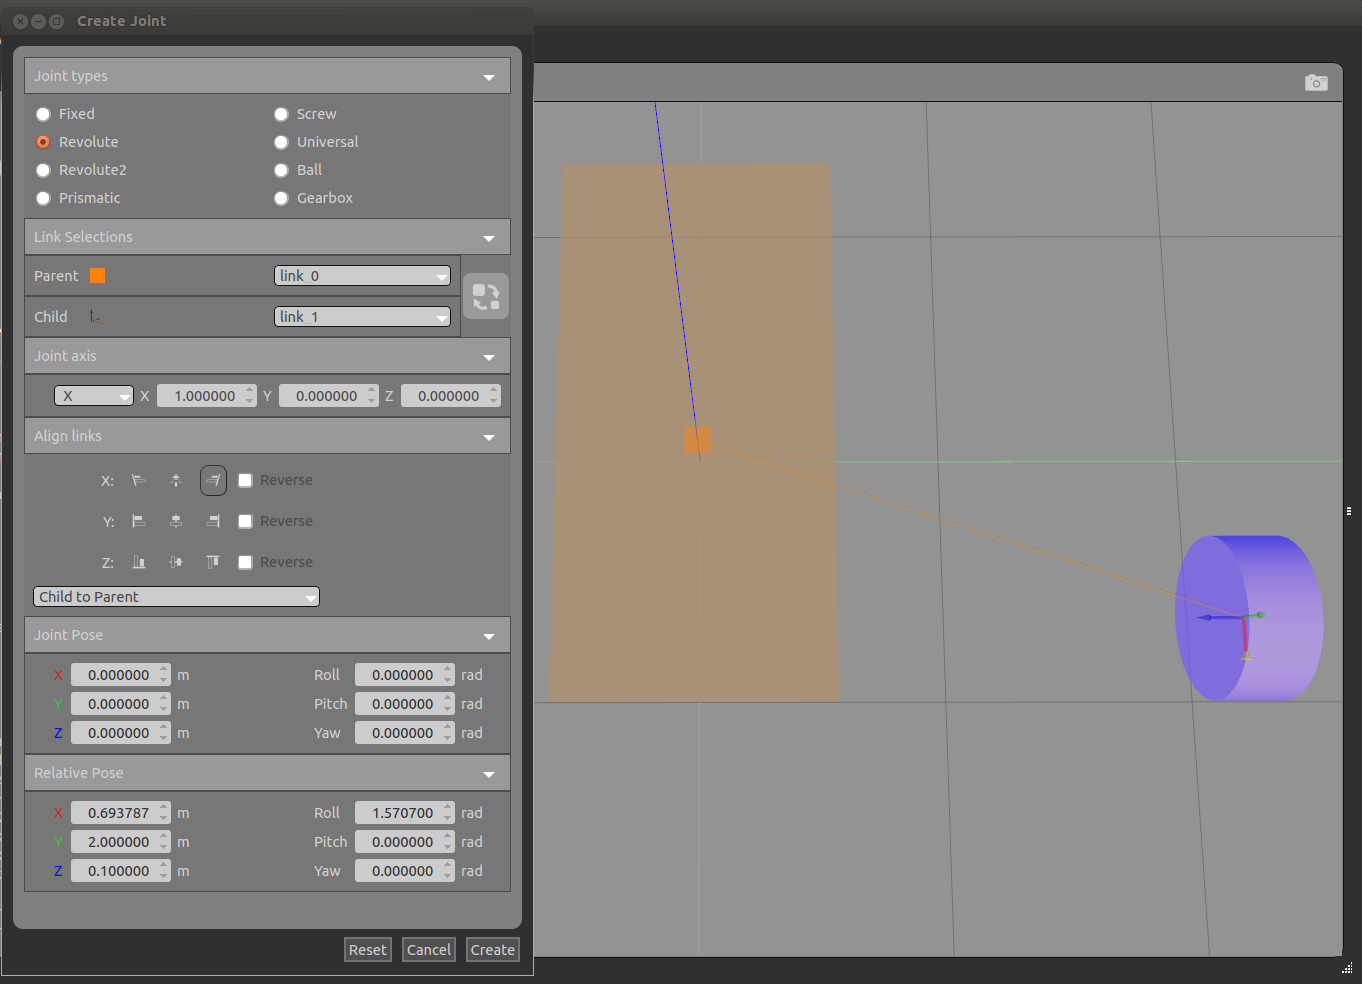 Create Joint
Joint types
Fixed Screw
Revolute Universal
Revolute2 Ball
Prismatic Gearbox
Link Selections
Parent link_0
Child link_1
Joint axis
X X 1.000000 Y 0.000000 Z 0.000000
Align links
X: Reverse
Y: Reverse
Z: Reverse
Child to Parent
Joint Pose
X 0.000000 m Roll 0.000000 rad
Y 0.000000 m Pitch 0.000000 rad
Z 0.000000 m Yaw 0.000000 rad
Relative Pose
X 0.693787 m Roll 1.570700 rad
Y 2.000000 m Pitch 0.000000 rad
Z 0.100000 m Yaw 0.000000 rad
Reset Cancel Create